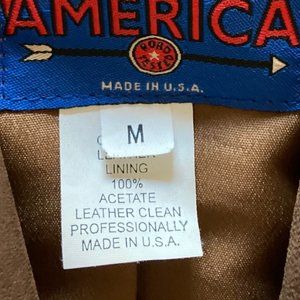 AMERICA
MADE IN U.S.A.
M
LINING
100%
ACETATE
LEATHER CLEAN
PROFESSIONALLY
MADE IN U.S.A.